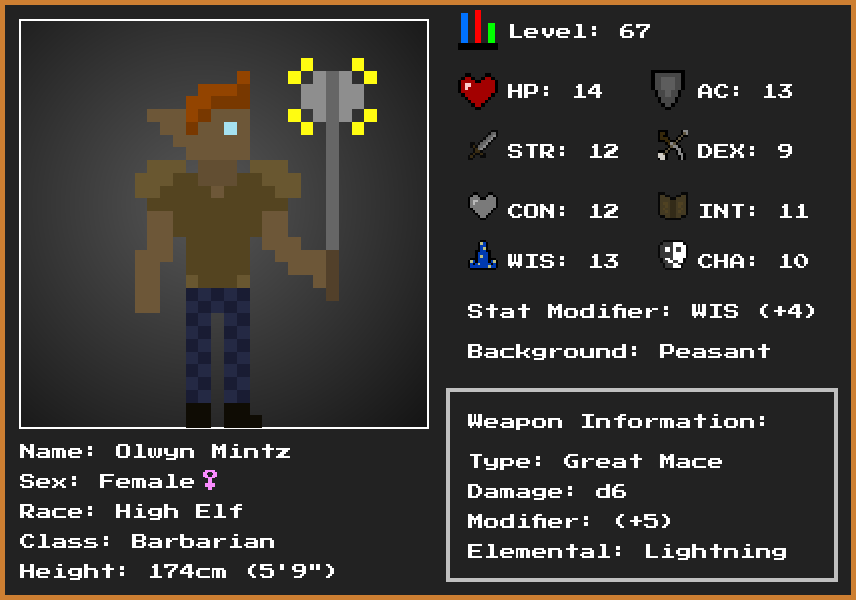 Level: 67
HP: 14
AC: 13
STR: 12
DEX: 9
CON: 12
INT: 11
WIS: 13
CHA: 10
Stat Modifier: WIS (+4)
Background: Peasant
Weapon Information:
Type: Great Mace
Damage: d6
Modifier: (+5)
Elemental: Lightning
Name: Olwyn Mintz
Sex: Female♀
Race: High Elf
Class: Barbarian
Height: 174cm (5'9")